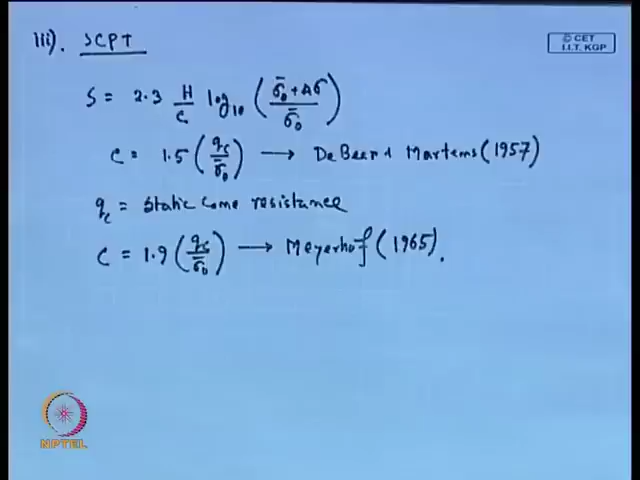 iii). SCPT
© CET
I.I.T. KGP
S = 2.3 H/C log10 (σ̄0 + Δσ / σ̄0)
C = 1.5 (qc/σ̄0) → DeBeer & Martens (1957)
qc = Static Cone resistance
C = 1.9 (qc/σ̄0) → Meyerhof (1965).
NPTEL